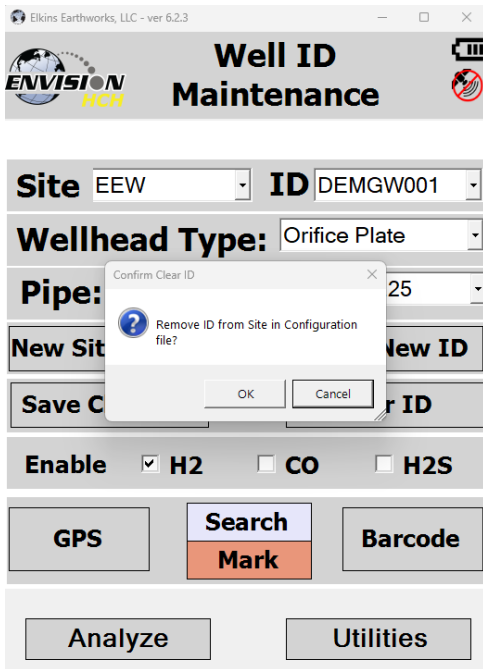 Elkins Earthworks, LLC - ver 6.2.3
Well ID
Maintenance
ENVISION
HCH
Site EEW ID DEMGW001
Wellhead Type: Orifice Plate
Pipe: 25
Confirm Clear ID
Remove ID from Site in Configuration
file?
OK Cancel
New Sit New ID
Save C r ID
Enable H2 CO H2S
GPS
Search
Mark
Barcode
Analyze Utilities